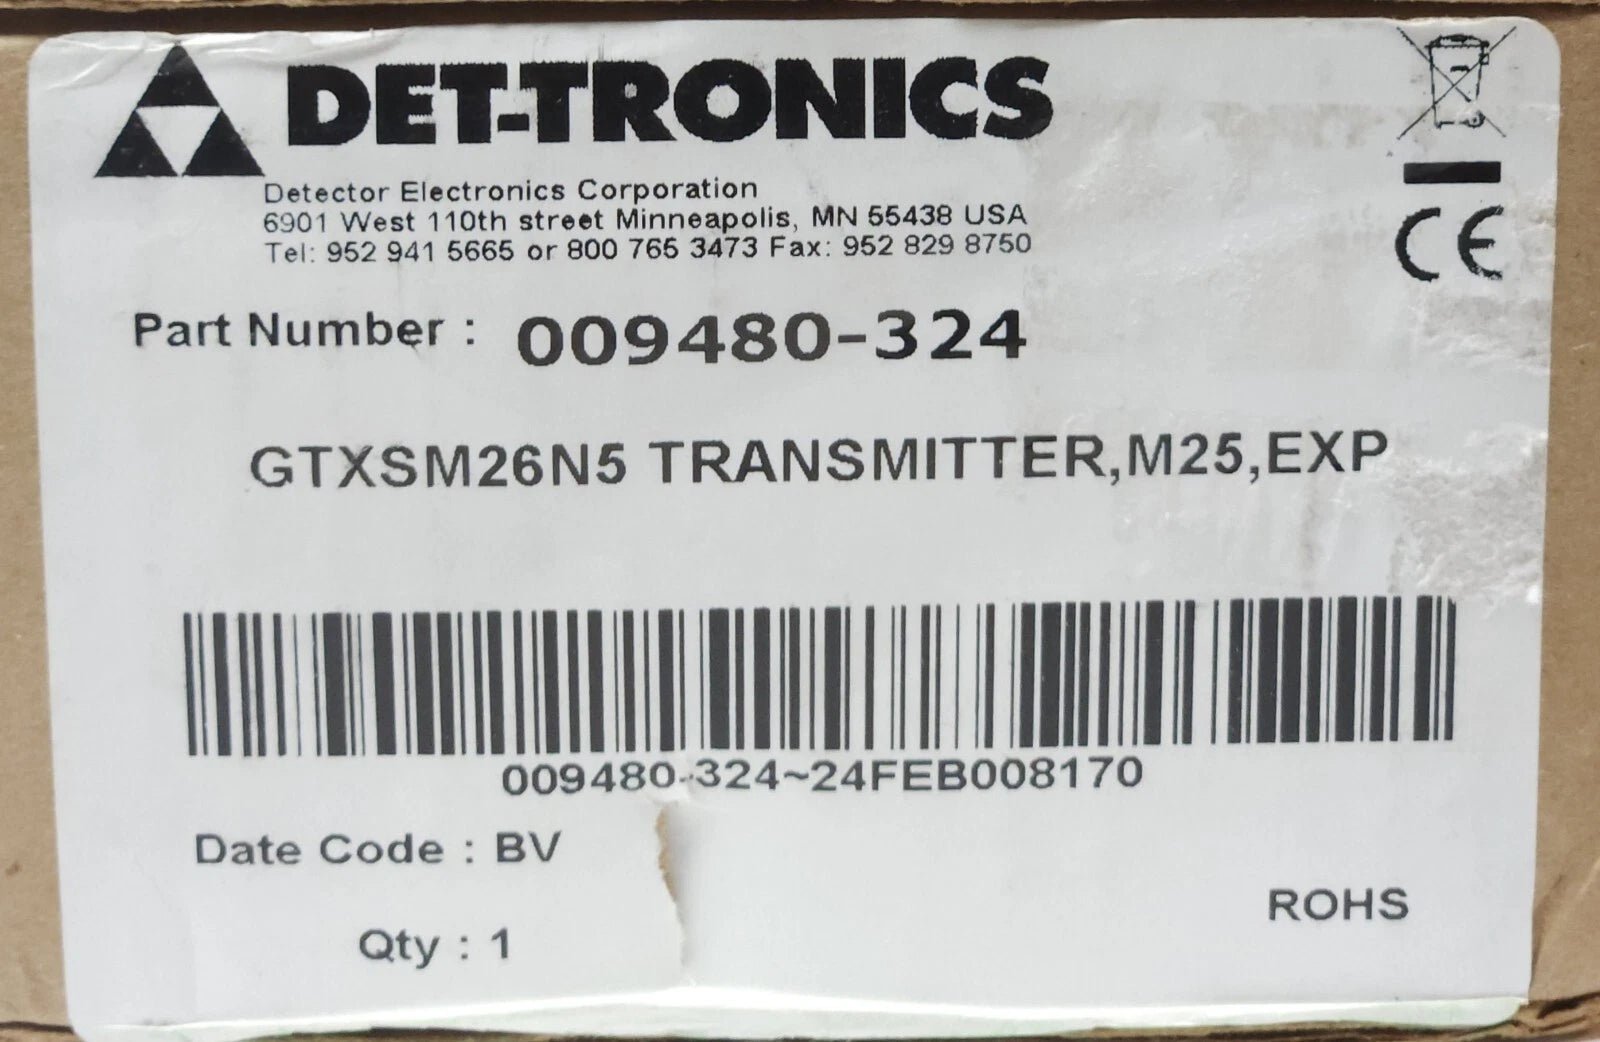 DET-TRONICS
Detector Electronics Corporation
6901 West 110th street Minneapolis, MN 55438 USA
Tel: 952 941 5665 or 800 765 3473 Fax: 952 829 8750
CE
Part Number : 009480-324
GTXSM26N5 TRANSMITTER,M25,EXP
009480-324~24FEB008170
Date Code : BV
Qty : 1
ROHS